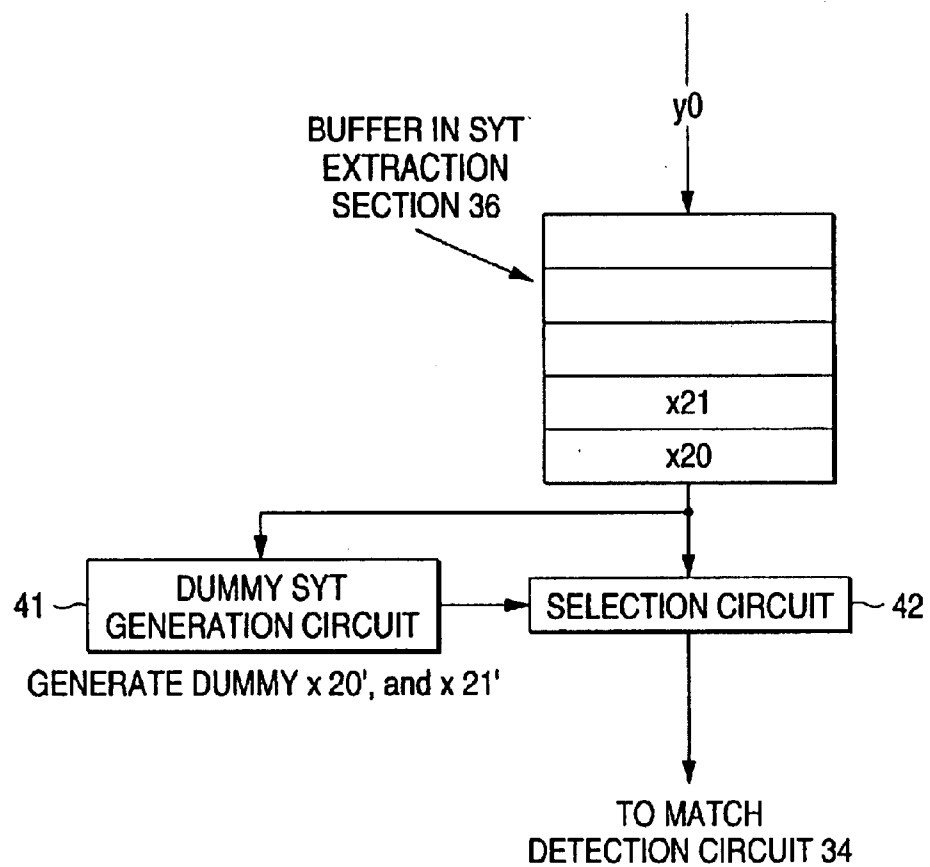 y0
BUFFER IN SYT
EXTRACTION
SECTION 36
x21
x20
41
DUMMY SYT
GENERATION CIRCUIT
SELECTION CIRCUIT
42
GENERATE DUMMY x 20', and x 21'
TO MATCH
DETECTION CIRCUIT 34